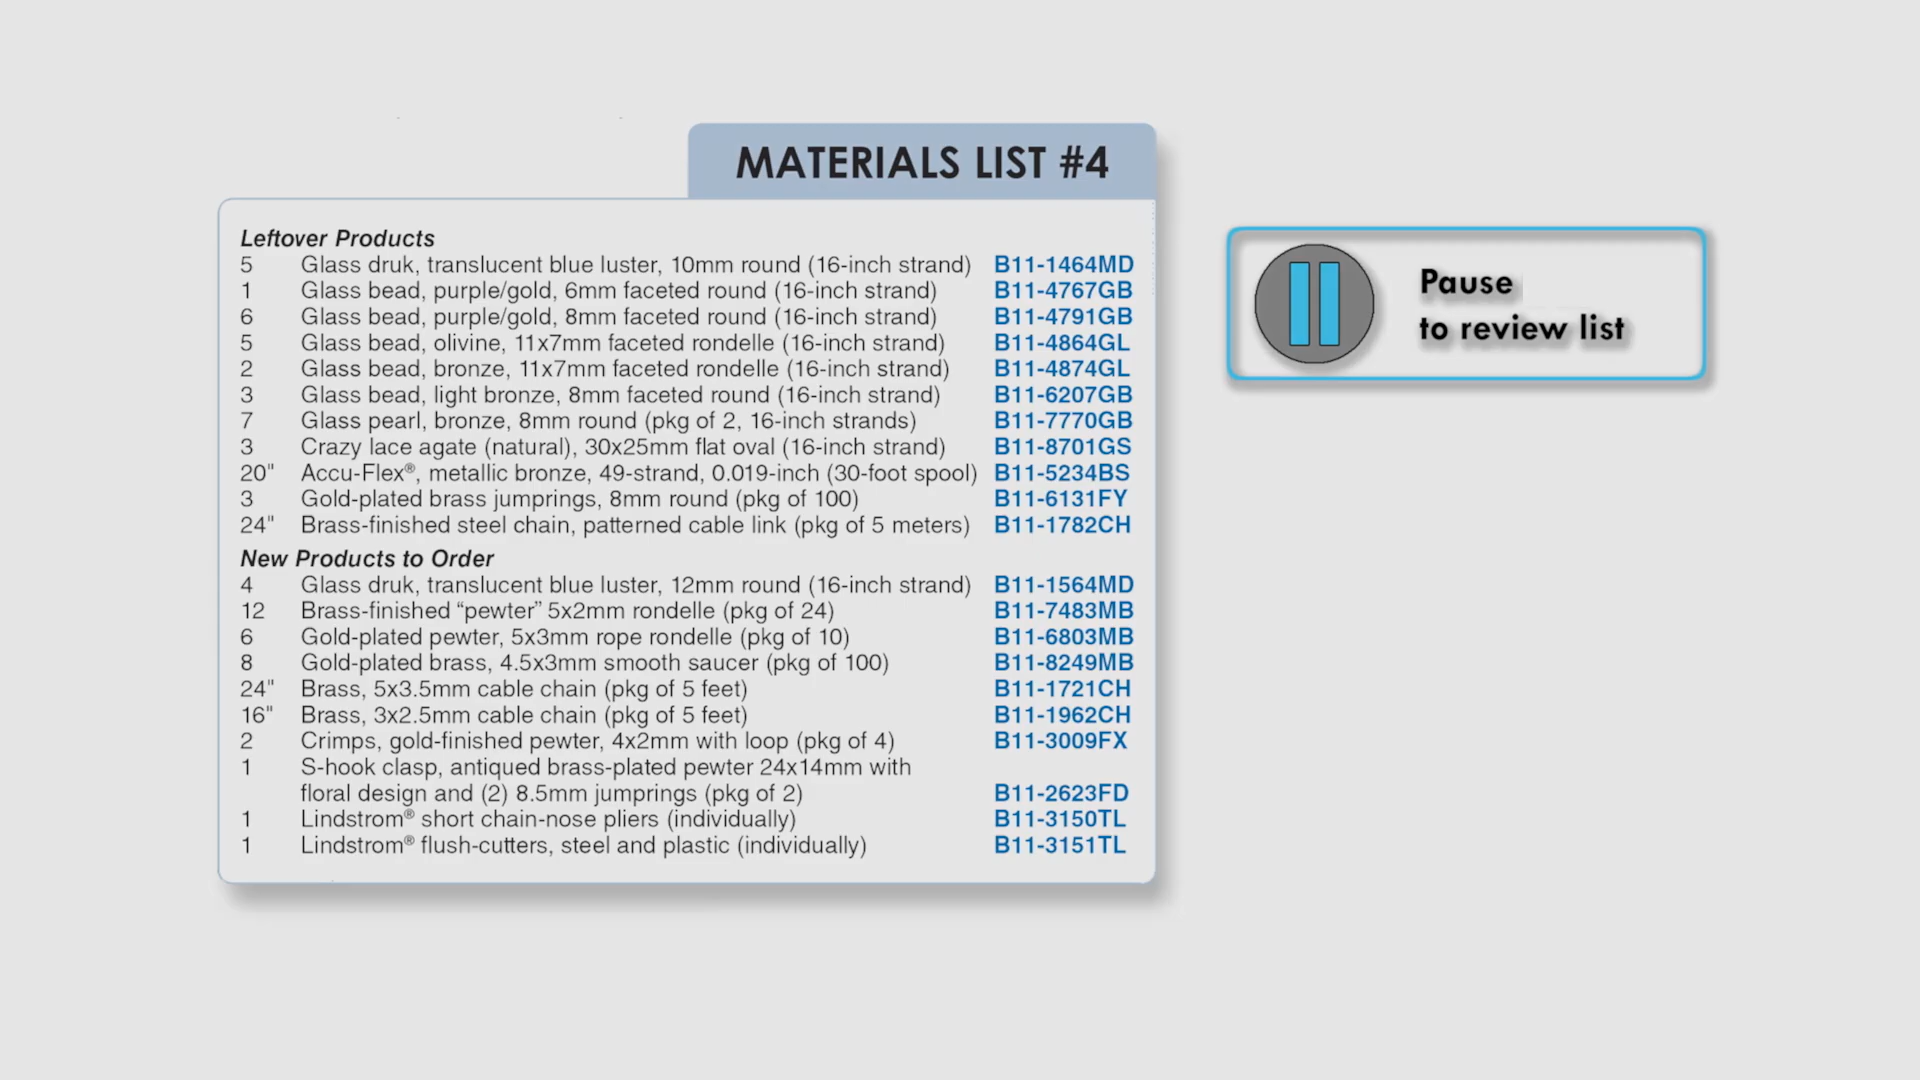 MATERIALS LIST #4
Leftover Products
5 Glass druk, translucent blue luster, 10mm round (16-inch strand) B11-1464MD
1 Glass bead, purple/gold, 6mm faceted round (16-inch strand) B11-4767GB
6 Glass bead, purple/gold, 8mm faceted round (16-inch strand) B11-4791GB
5 Glass bead, olivine, 11x7mm faceted rondelle (16-inch strand) B11-4864GL
2 Glass bead, bronze, 11x7mm faceted rondelle (16-inch strand) B11-4874GL
3 Glass bead, light bronze, 8mm faceted round (16-inch strand) B11-6207GB
7 Glass pearl, bronze, 8mm round (pkg of 2, 16-inch strands) B11-7770GB
3 Crazy lace agate (natural), 30x25mm flat oval (16-inch strand) B11-8701GS
20" Accu-Flex®, metallic bronze, 49-strand, 0.019-inch (30-foot spool) B11-5234BS
3 Gold-plated brass jumprings, 8mm round (pkg of 100) B11-6131FY
24" Brass-finished steel chain, patterned cable link (pkg of 5 meters) B11-1782CH
New Products to Order
4 Glass druk, translucent blue luster, 12mm round (16-inch strand) B11-1564MD
12 Brass-finished “pewter” 5x2mm rondelle (pkg of 24) B11-7483MB
6 Gold-plated pewter, 5x3mm rope rondelle (pkg of 10) B11-6803MB
8 Gold-plated brass, 4.5x3mm smooth saucer (pkg of 100) B11-8249MB
24" Brass, 5x3.5mm cable chain (pkg of 5 feet) B11-1721CH
16" Brass, 3x2.5mm cable chain (pkg of 5 feet) B11-1962CH
2 Crimps, gold-finished pewter, 4x2mm with loop (pkg of 4) B11-3009FX
1 S-hook clasp, antiqued brass-plated pewter 24x14mm with
floral design and (2) 8.5mm jumprings (pkg of 2) B11-2623FD
1 Lindstrom® short chain-nose pliers (individually) B11-3150TL
1 Lindstrom® flush-cutters, steel and plastic (individually) B11-3151TL
Pause
to review list